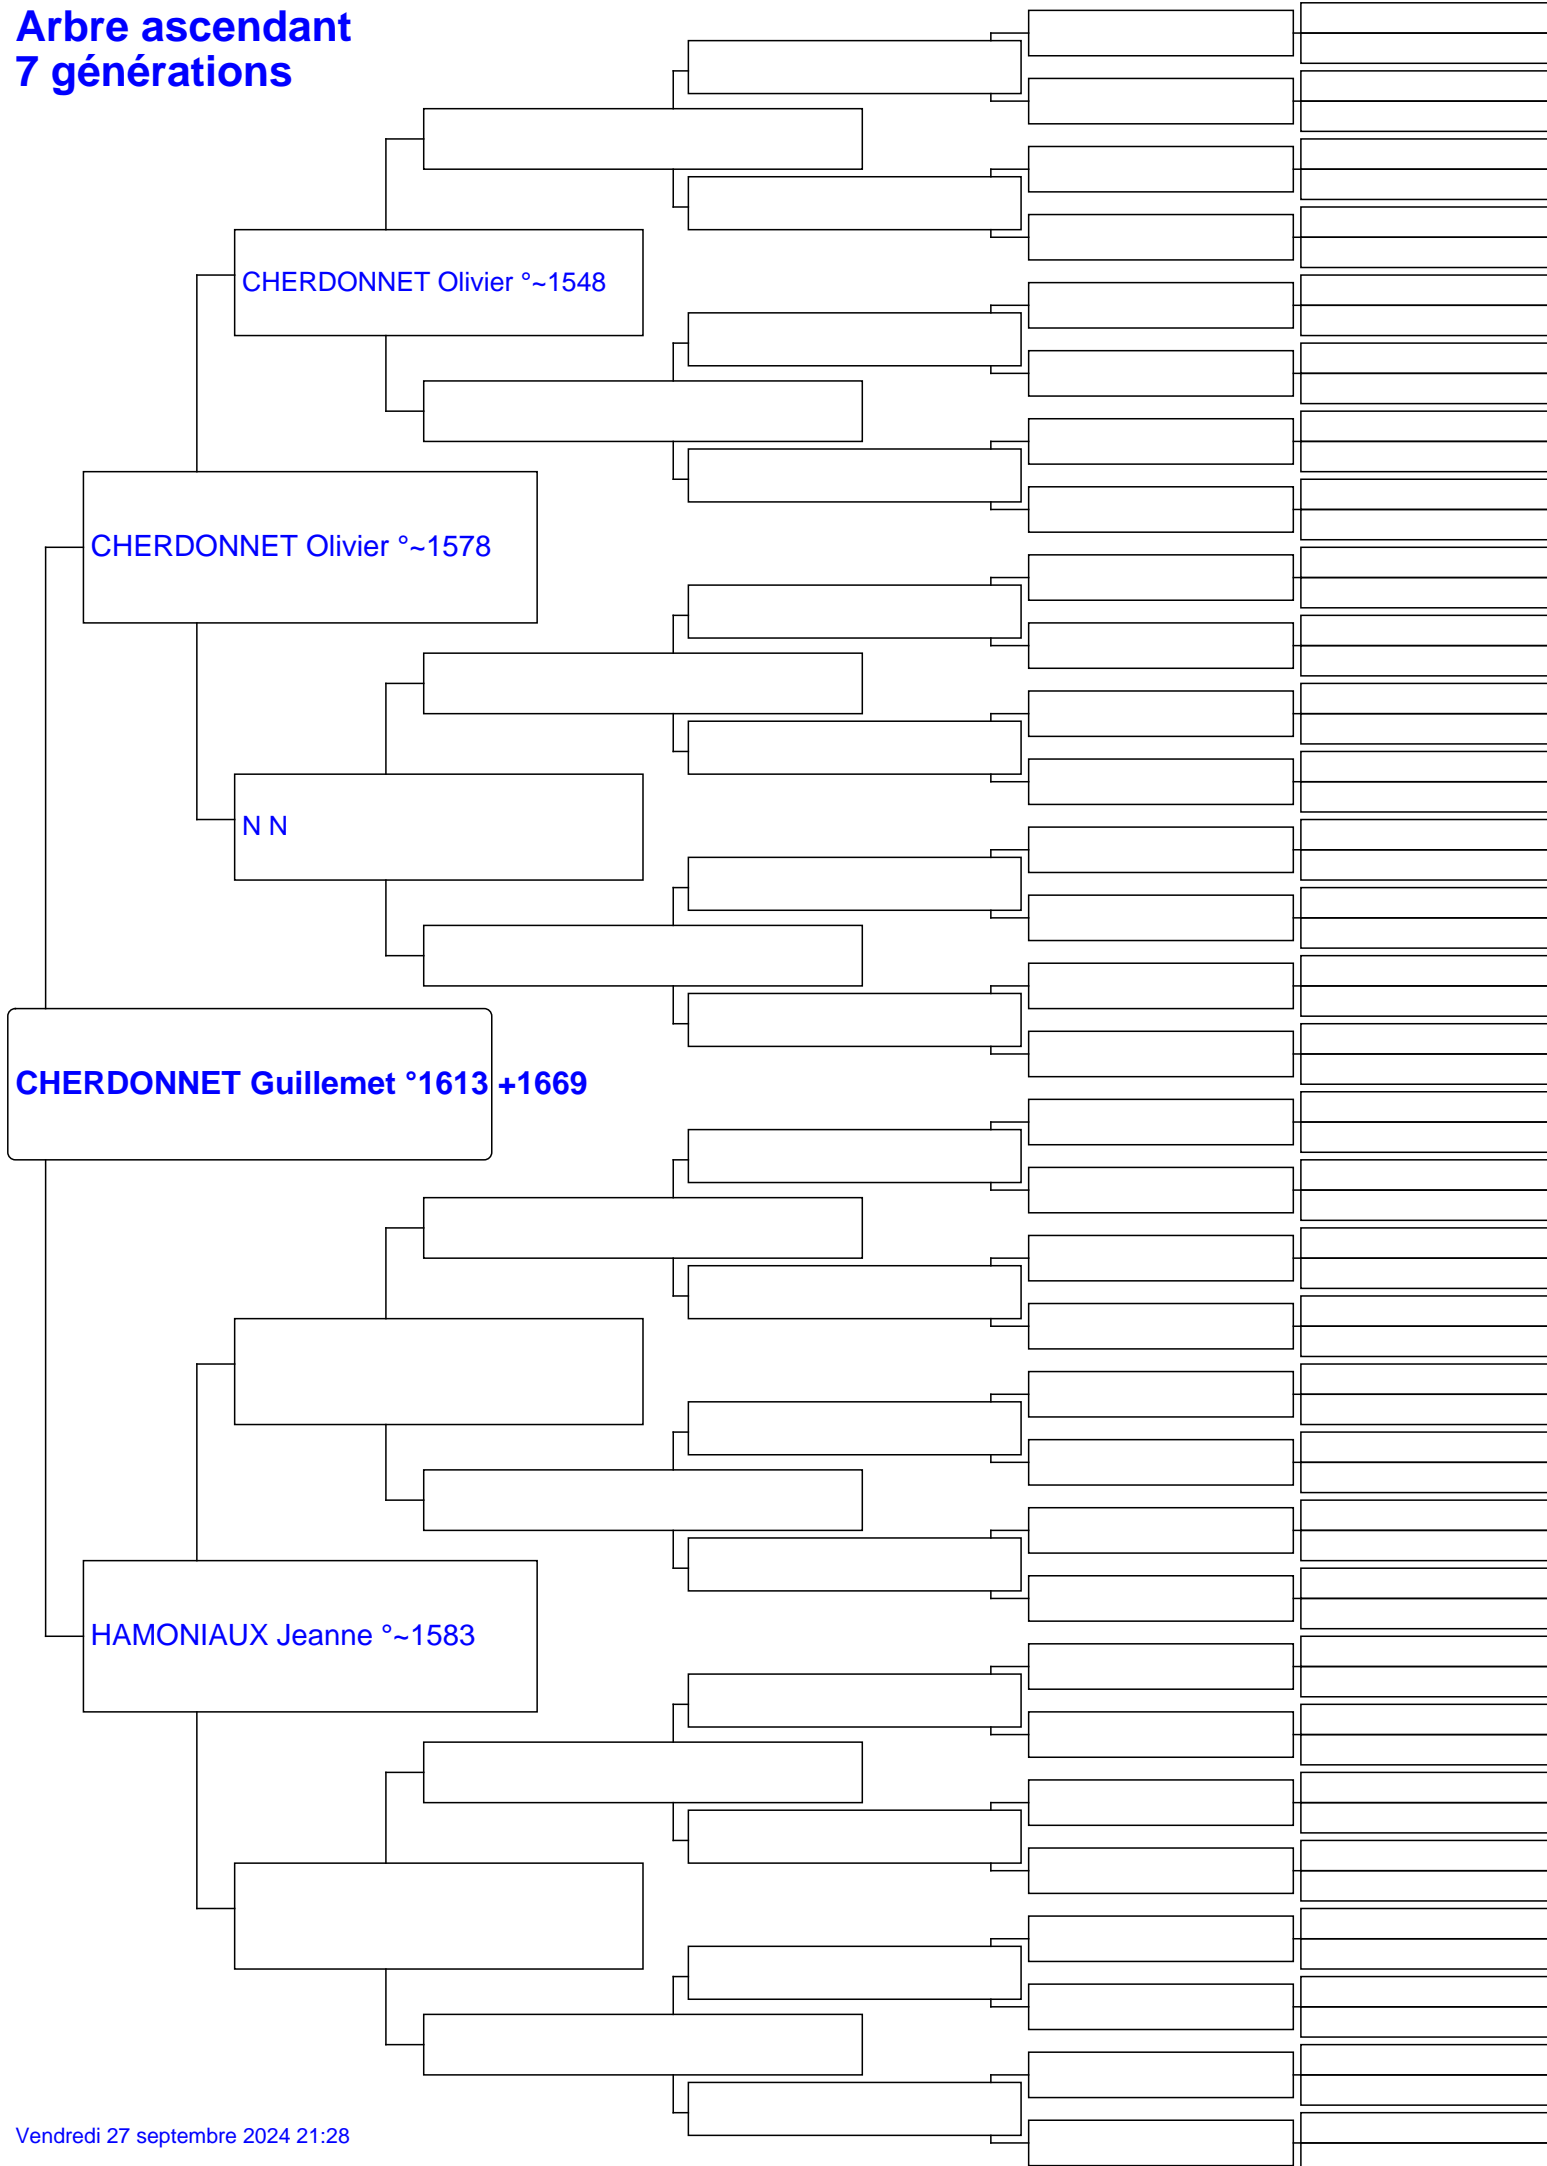 Arbre ascendant
7 générations
CHERDONNET Olivier °~1548
CHERDONNET Olivier °~1578
N N
CHERDONNET Guillemet °1613 +1669
HAMONIAUX Jeanne °~1583
Vendredi 27 septembre 2024 21:28